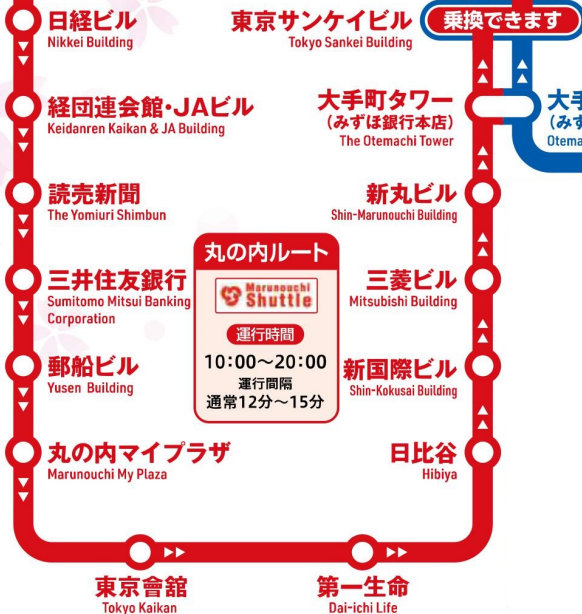 日経ビル
Nikkei Building
東京サンケイビル
Tokyo Sankei Building
乗換できます
経団連会館・JAビル
Keidanren Kaikan & JA Building
大手町タワー
(みずほ銀行本店)
The Otemachi Tower
大手
(みず
Otema
読売新聞
The Yomiuri Shimbun
新丸ビル
Shin-Marunouchi Building
丸の内ルート
Marunouchi
Shuttle
運行時間
10:00〜20:00
運行間隔
通常12分〜15分
三井住友銀行
Sumitomo Mitsui Banking
Corporation
三菱ビル
Mitsubishi Building
郵船ビル
Yusen Building
新国際ビル
Shin-Kokusai Building
丸の内マイプラザ
Marunouchi My Plaza
日比谷
Hibiya
東京會舘
Tokyo Kaikan
第一生命
Dai-ichi Life